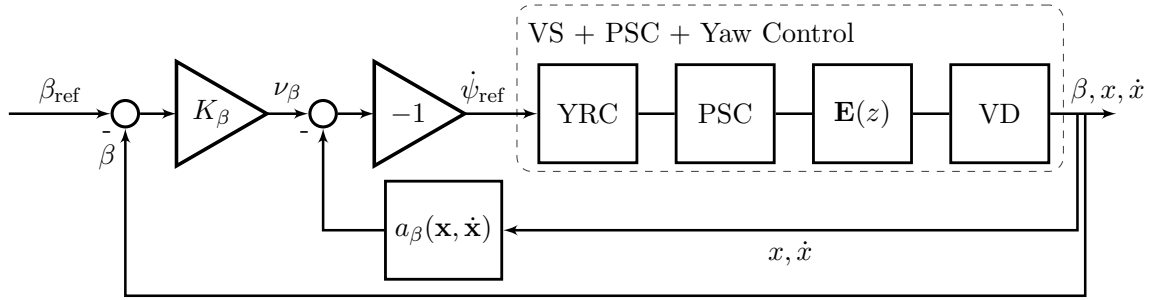 VS + PSC + Yaw Control
β_ref
K_β
ν_β
−1
ψ̇_ref
YRC
PSC
E(z)
VD
β, x, ẋ
-
β
-
a_β(x, ẋ)
x, ẋ